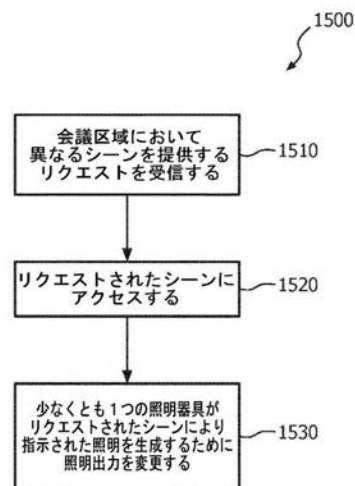 1500
会議区域において
異なるシーンを提供する
リクエストを受信する
1510
リクエストされたシーンに
アクセスする
1520
少なくとも1つの照明器具が
リクエストされたシーンにより
指示された照明を生成するために
照明出力を変更する
1530